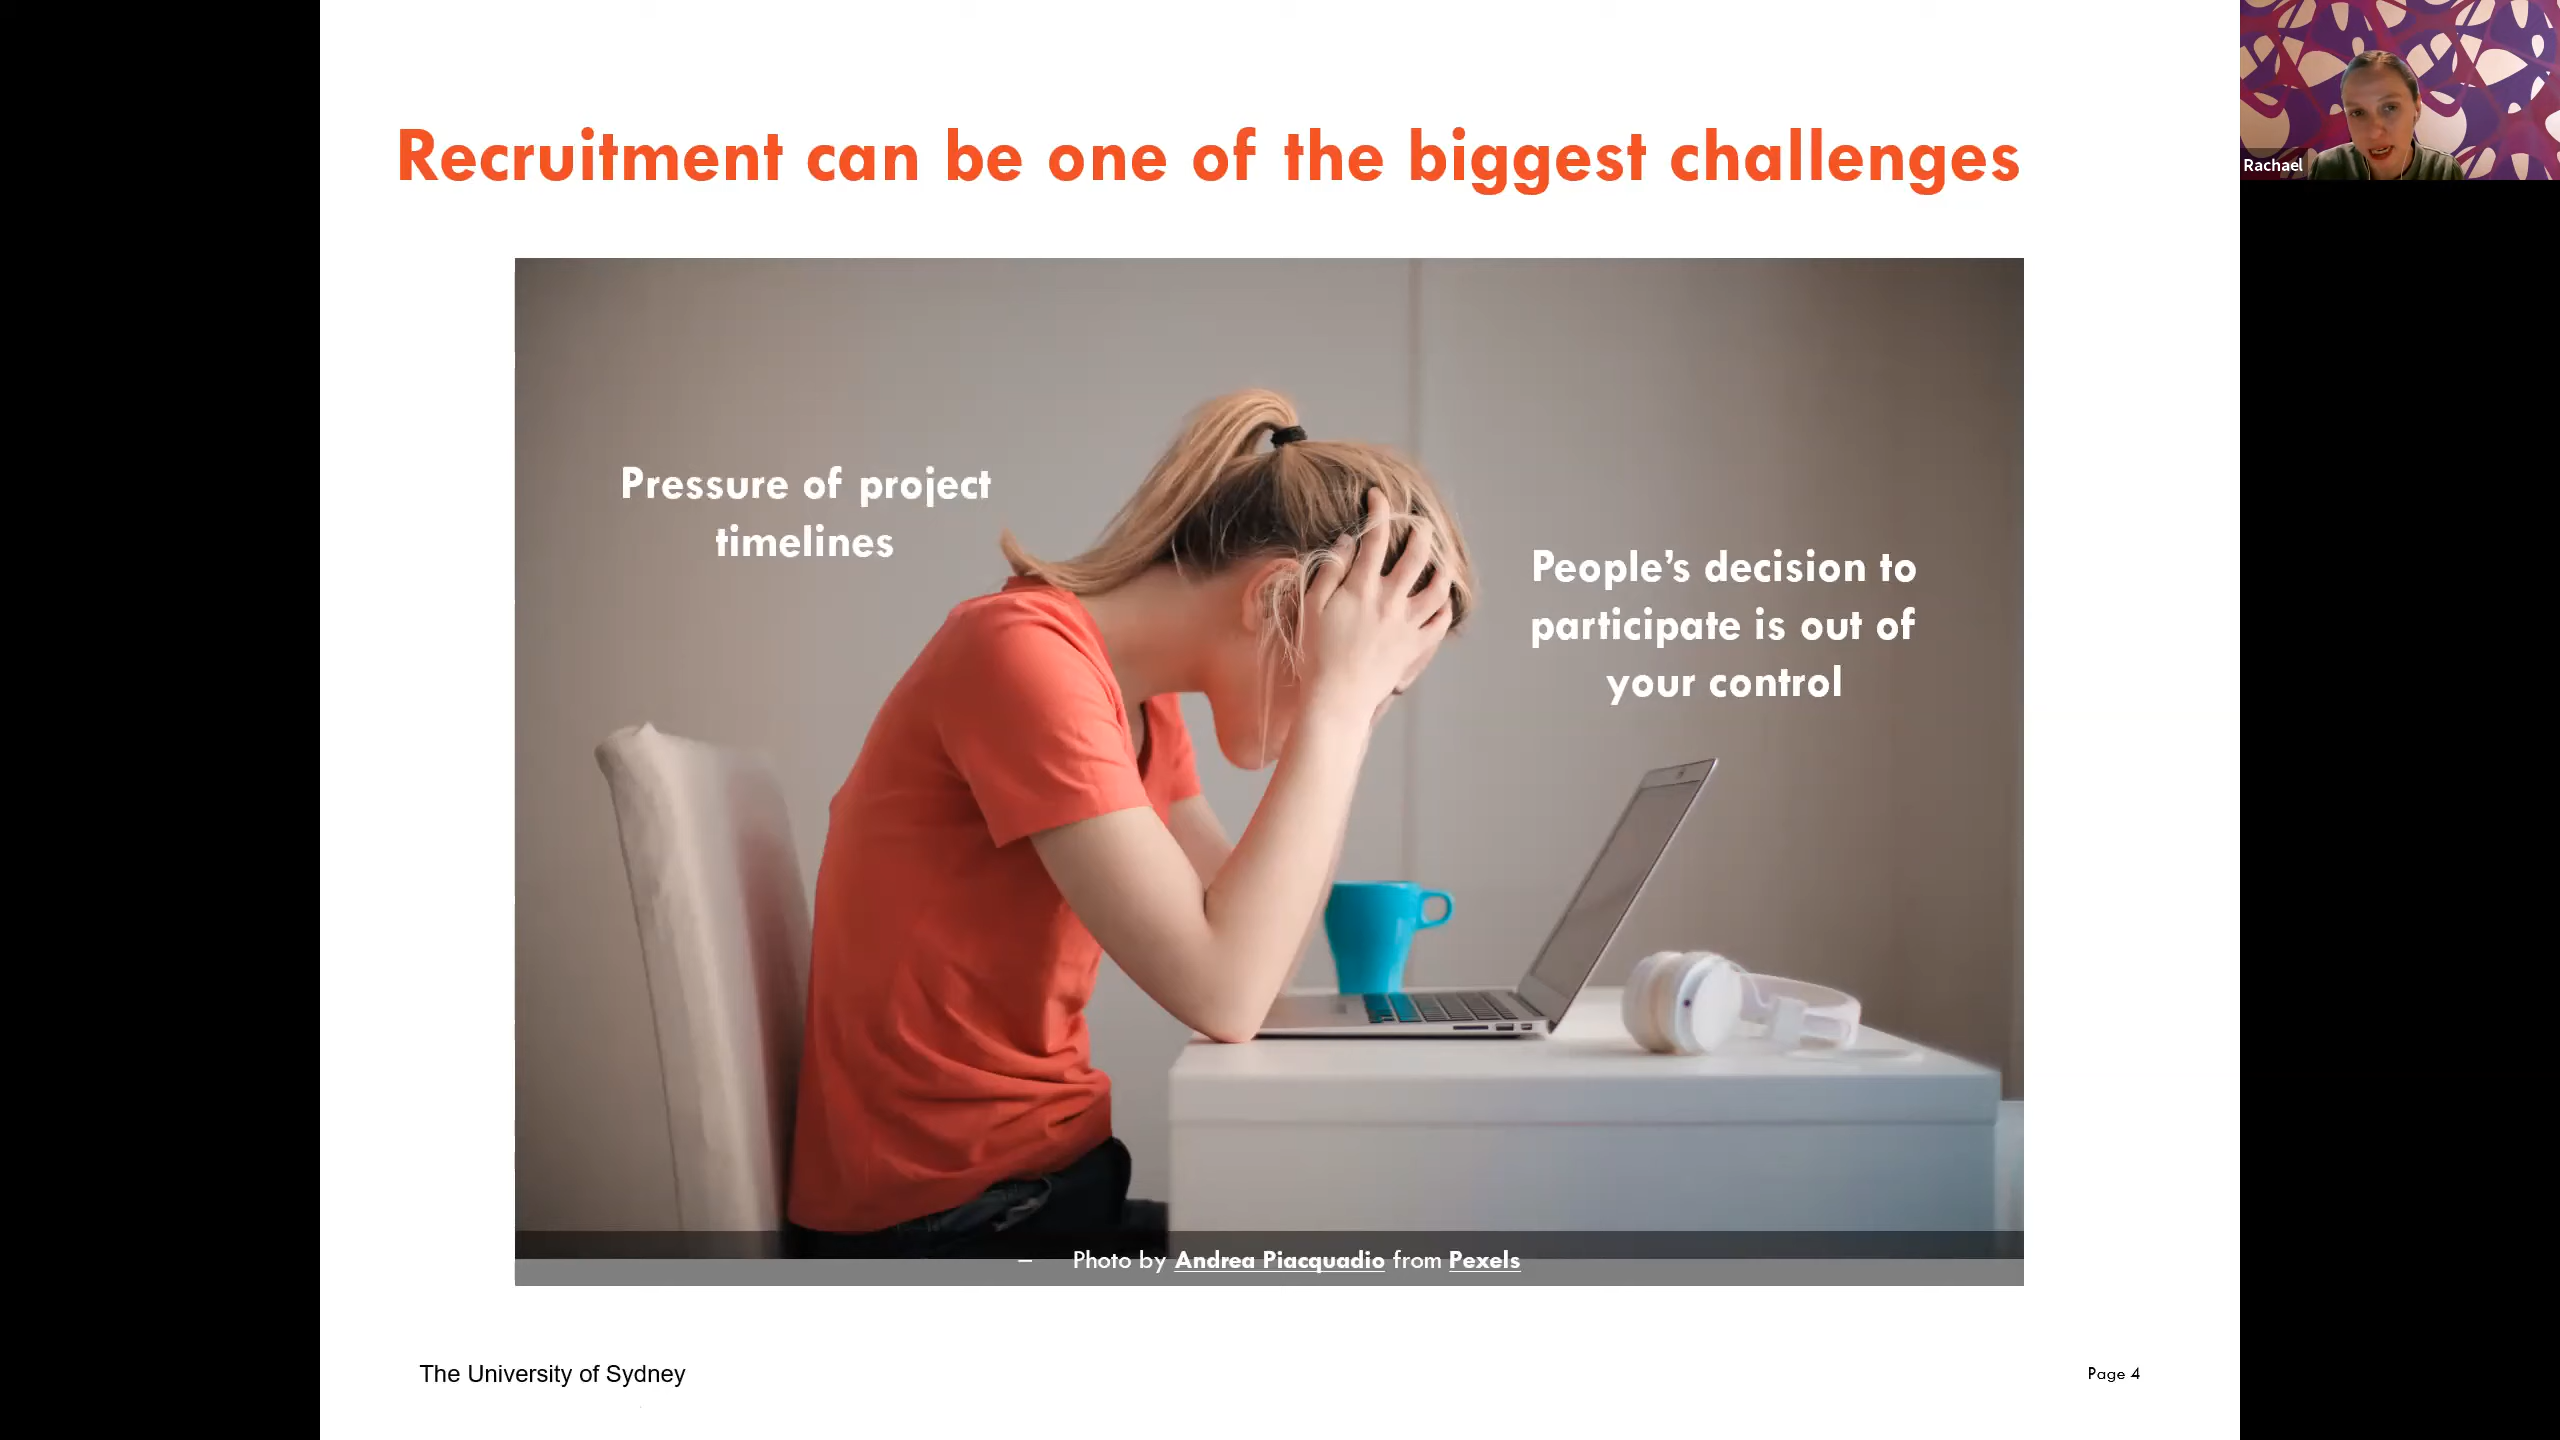 Recruitment can be one of the biggest challenges
Rachael
Pressure of project
timelines
People’s decision to
participate is out of
your control
– Photo by Andrea Piacquadio from Pexels
The University of Sydney
Page 4